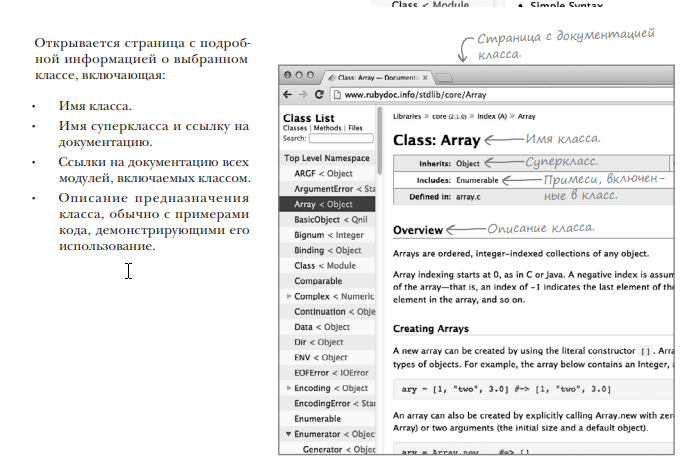 Class < Module
• Simple Syntax
Открывается страница с подроб-
ной информацией о выбранном
классе, включающая:
• Имя класса.
• Имя суперкласса и ссылку на
документацию.
• Ссылки на документацию всех
модулей, включаемых классом.
• Описание предназначения
класса, обычно с примерами
кода, демонстрирующими его
использование.
Страница с документацией
класса.
Class: Array — Document
www.rubydoc.info/stdlib/core/Array
Class List
Classes | Methods | Files
Search:
Top Level Namespace
ARGF < Object
ArgumentError < Sta
Array < Object
BasicObject < Qnil
Bignum < Integer
Binding < Object
Class < Module
Comparable
Complex < Numeric
Continuation < Obje
Data < Object
Dir < Object
ENV < Object
EOFError < IOError
Encoding < Object
EncodingError < Sta
Enumerable
Enumerator < Objec
Generator < Objec
Libraries » core (2.1.0) » Index (A) » Array
Class: Array
Имя класса.
Inherits: Object
Суперкласс.
Includes: Enumerable
Примеси, включен-
ные в класс.
Defined in: array.c
Overview
Описание класса.
Arrays are ordered, integer-indexed collections of any object.
Array indexing starts at 0, as in C or Java. A negative index is assum
of the array—that is, an index of -1 indicates the last element of the
element in the array, and so on.
Creating Arrays
A new array can be created by using the literal constructor []. Arra
types of objects. For example, the array below contains an Integer, a
ary = [1, "two", 3.0] #=> [1, "two", 3.0]
An array can also be created by explicitly calling Array.new with zer
Array) or two arguments (the initial size and a default object).
ary = Array.new #=> []